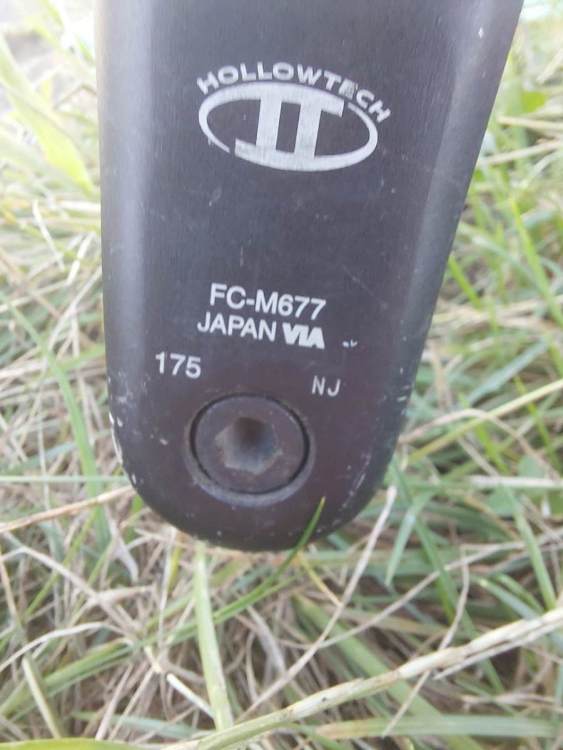 HOLLOWTECH
II
FC-M677
JAPAN VIA
175
NJ